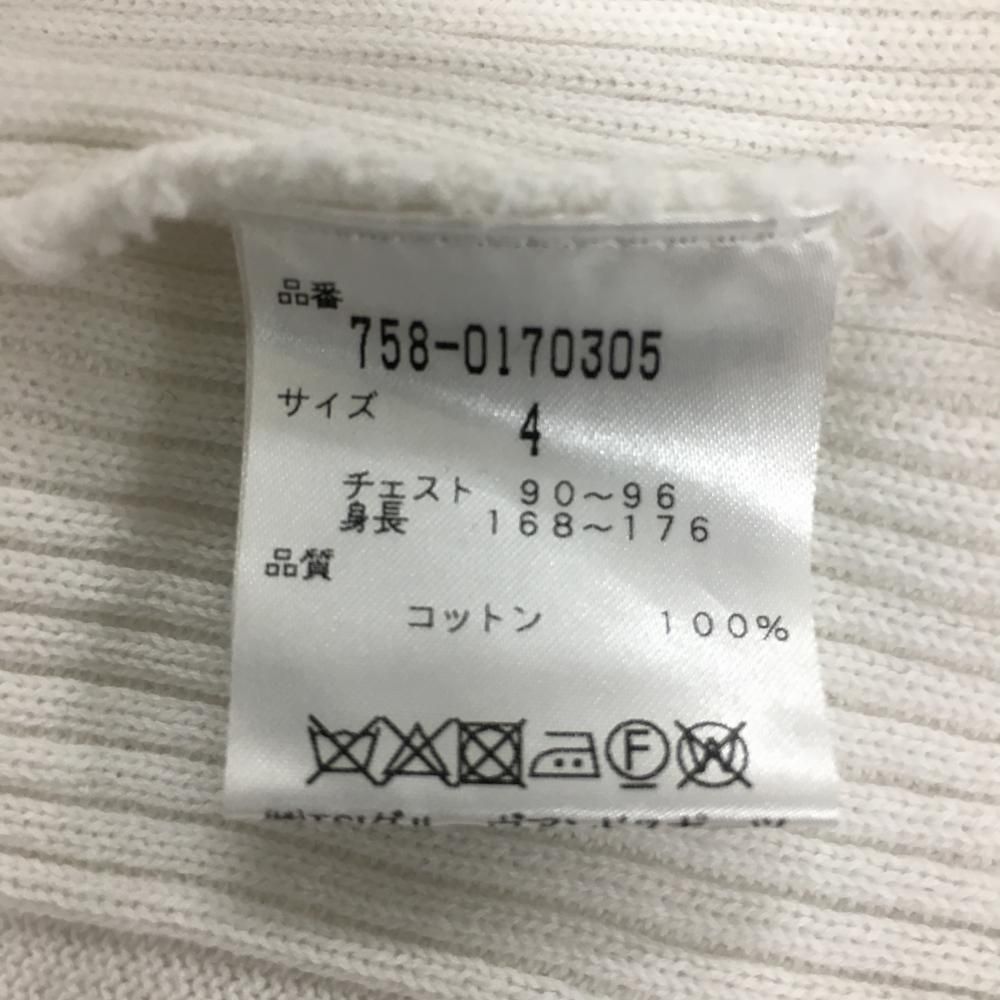 品番
758-0170305
サイズ
4
チェスト 90～96
身長 168～176
品質
コットン 100%
F
W